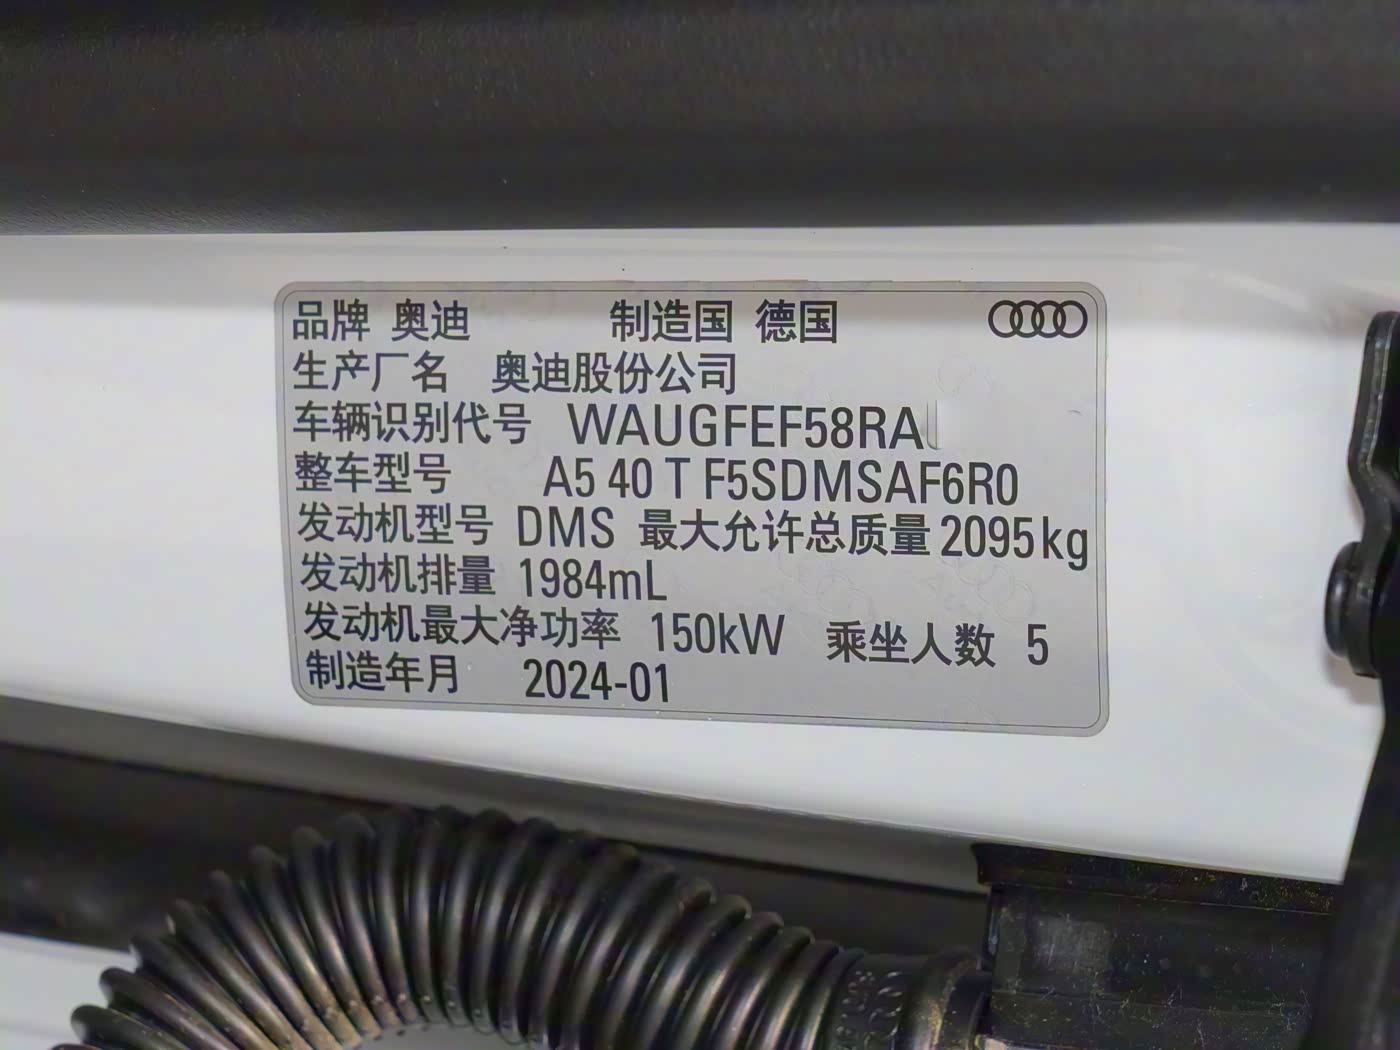 品牌 奥迪 制造国 德国
生产厂名 奥迪股份公司
车辆识别代号 WAUGFEF58RA
整车型号 A5 40 T F5SDMSAF6R0
发动机型号 DMS 最大允许总质量 2095kg
发动机排量 1984mL
发动机最大净功率 150kW 乘坐人数 5
制造年月 2024-01